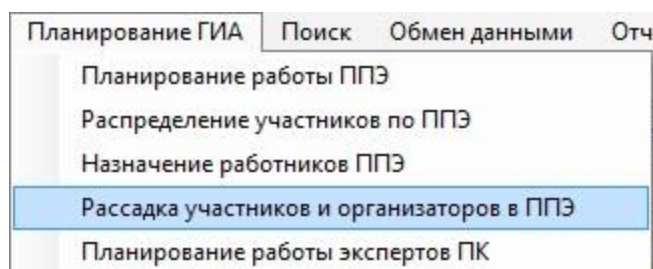 Планирование ГИА Поиск Обмен данными Отч
Планирование работы ППЭ
Распределение участников по ППЭ
Назначение работников ППЭ
Рассадка участников и организаторов в ППЭ
Планирование работы экспертов ПК